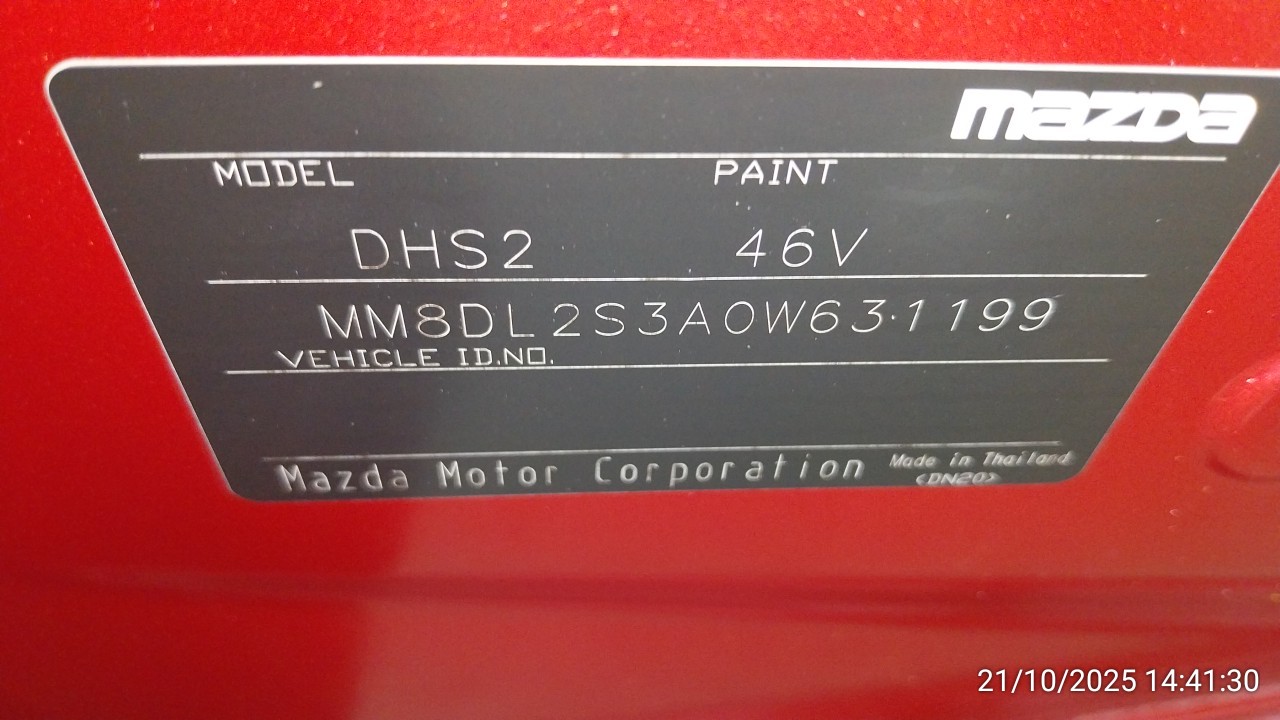 mazda
MODEL PAINT
DHS2 46V
MM8DL2S3A0W631199
VEHICLE ID.NO.
Mazda Motor Corporation Made in Thailand
<DN20>
21/10/2025 14:41:30